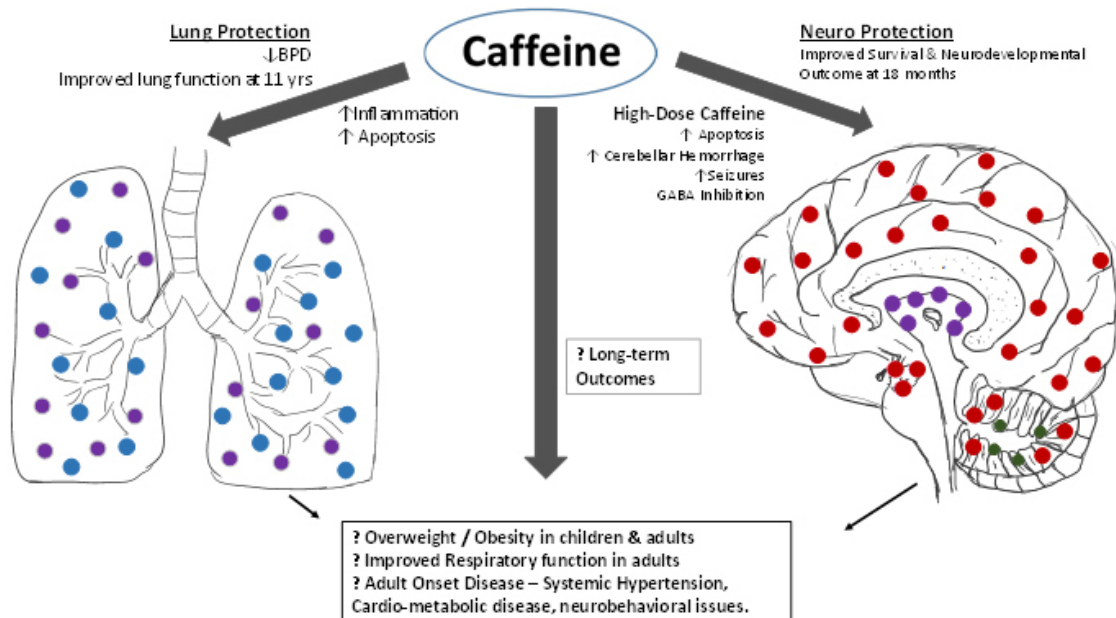 Caffeine
Lung Protection
↓BPD
Improved lung function at 11 yrs
↑Inflammation
↑ Apoptosis
High-Dose Caffeine
↑ Apoptosis
↑ Cerebellar Hemorrhage
↑Seizures
GABA Inhibition
Neuro Protection
Improved Survival & Neurodevelopmental
Outcome at 18 months
? Long-term
Outcomes
? Overweight / Obesity in children & adults
? Improved Respiratory function in adults
? Adult Onset Disease – Systemic Hypertension,
Cardio-metabolic disease, neurobehavioral issues.